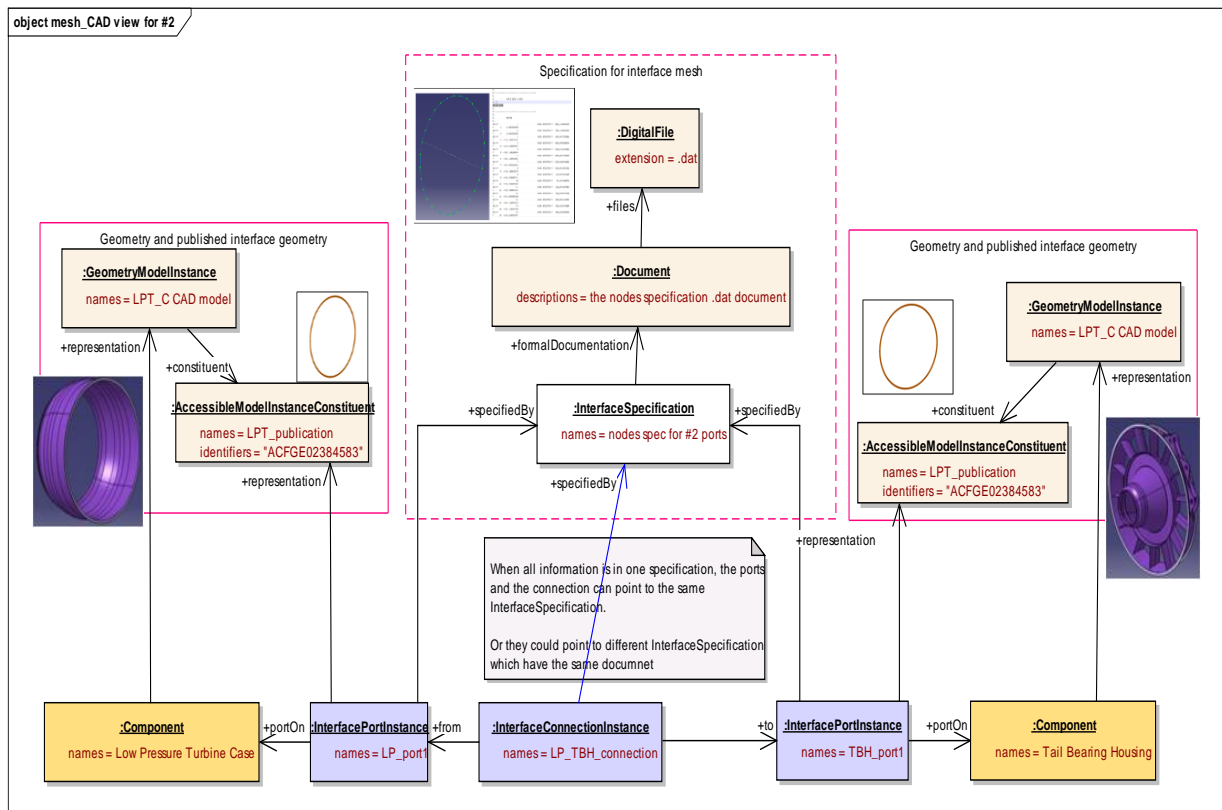 object mesh_CAD view for #2
Specification for interface mesh
:DigitalFile
extension = .dat
+files
:Document
descriptions = the nodes specification .dat document
+formalDocumentation
:InterfaceSpecification
names = nodes spec for #2 ports
+specifiedBy
+specifiedBy
+specifiedBy
Geometry and published interface geometry
:GeometryModelInstance
names = LPT_C CAD model
+representation
+constituent
:AccessibleModelInstanceConstituent
names = LPT_publication
identifiers = "ACFGE02384583"
+representation
Geometry and published interface geometry
:GeometryModelInstance
names = LPT_C CAD model
+representation
+constituent
:AccessibleModelInstanceConstituent
names = LPT_publication
identifiers = "ACFGE02384583"
+representation
When all information is in one specification, the ports
and the connection can point to the same
InterfaceSpecification.
Or they could point to different InterfaceSpecification
which have the same documnet
:Component
names = Low Pressure Turbine Case1
+portOn
:InterfacePortInstance
names = LP_port1
+from
:InterfaceConnectionInstance
names = LP_TBH_connection
+to
:InterfacePortInstance
names = TBH_port1
+portOn
:Component
names = Tail Bearing Housing